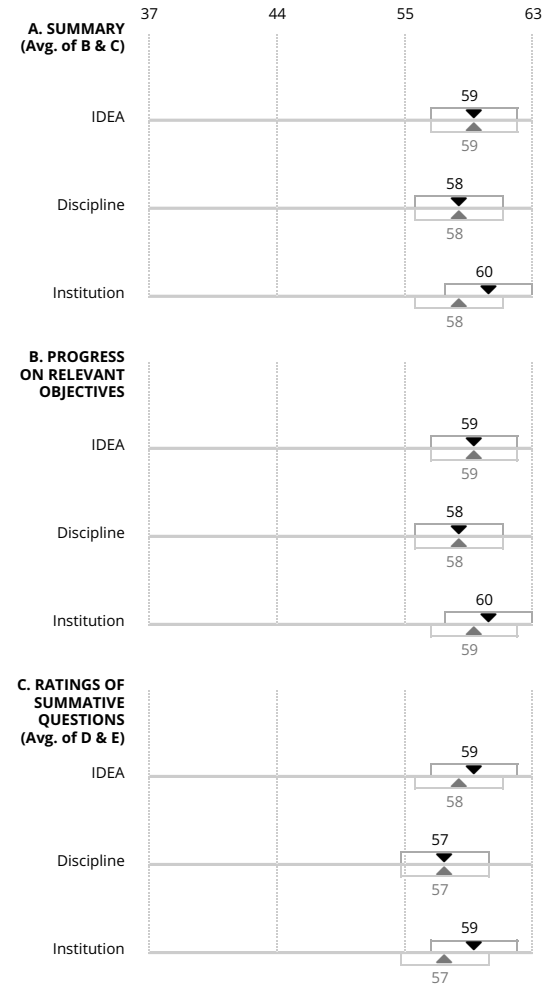 37 44 55 63
A. SUMMARY
(Avg. of B & C)
59
IDEA
59
58
Discipline
58
60
Institution
58
B. PROGRESS
ON RELEVANT
OBJECTIVES
59
IDEA
59
58
Discipline
58
60
Institution
59
C. RATINGS OF
SUMMATIVE
QUESTIONS
(Avg. of D & E)
59
IDEA
58
57
Discipline
57
59
Institution
57